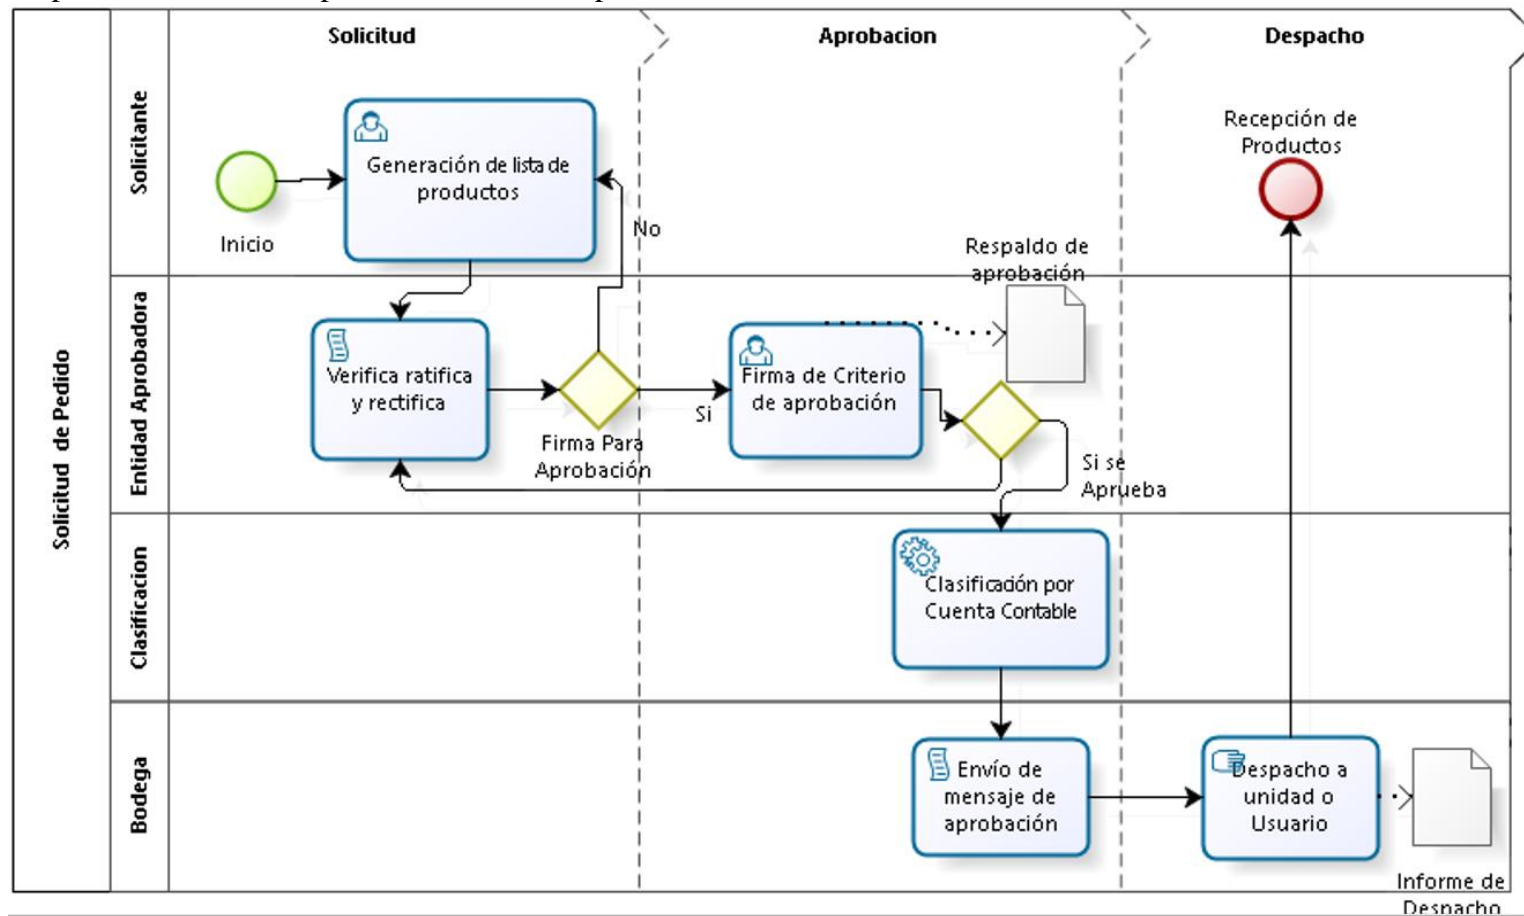 Solicitud
Aprobacion
Despacho
Solicitud de Pedido
Solicitante
Inicio
Generación de lista de
productos
No
Recepción de
Productos
Entidad Aprobadora
Verifica ratifica
y rectifica
Firma Para
Aprobación
Si
Firma de Criterio
de aprobación
Respaldo de
aprobación
Si se
Aprueba
Clasificacion
Clasificación por
Cuenta Contable
Bodega
Envío de
mensaje de
aprobación
Despacho a
unidad o
Usuario
Informe de
Despacho